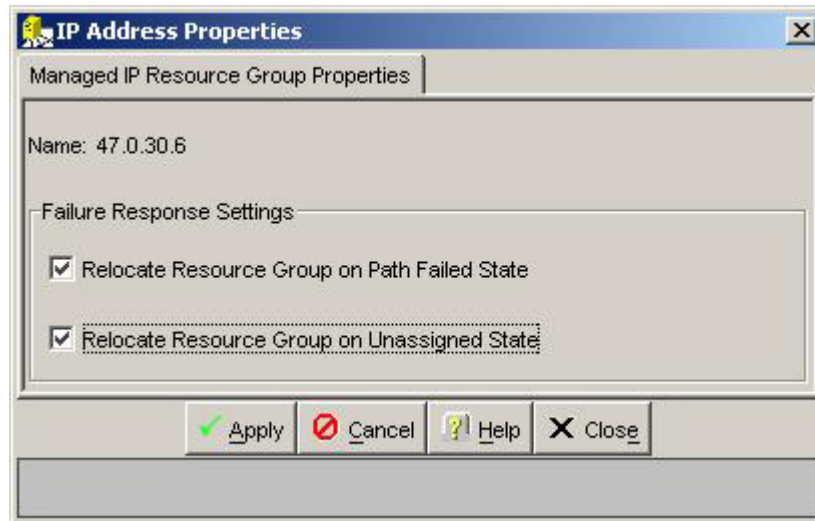 IP Address Properties
Managed IP Resource Group Properties
Name: 47.0.30.6
Failure Response Settings
Relocate Resource Group on Path Failed State
Relocate Resource Group on Unassigned State
Apply Cancel Help Close